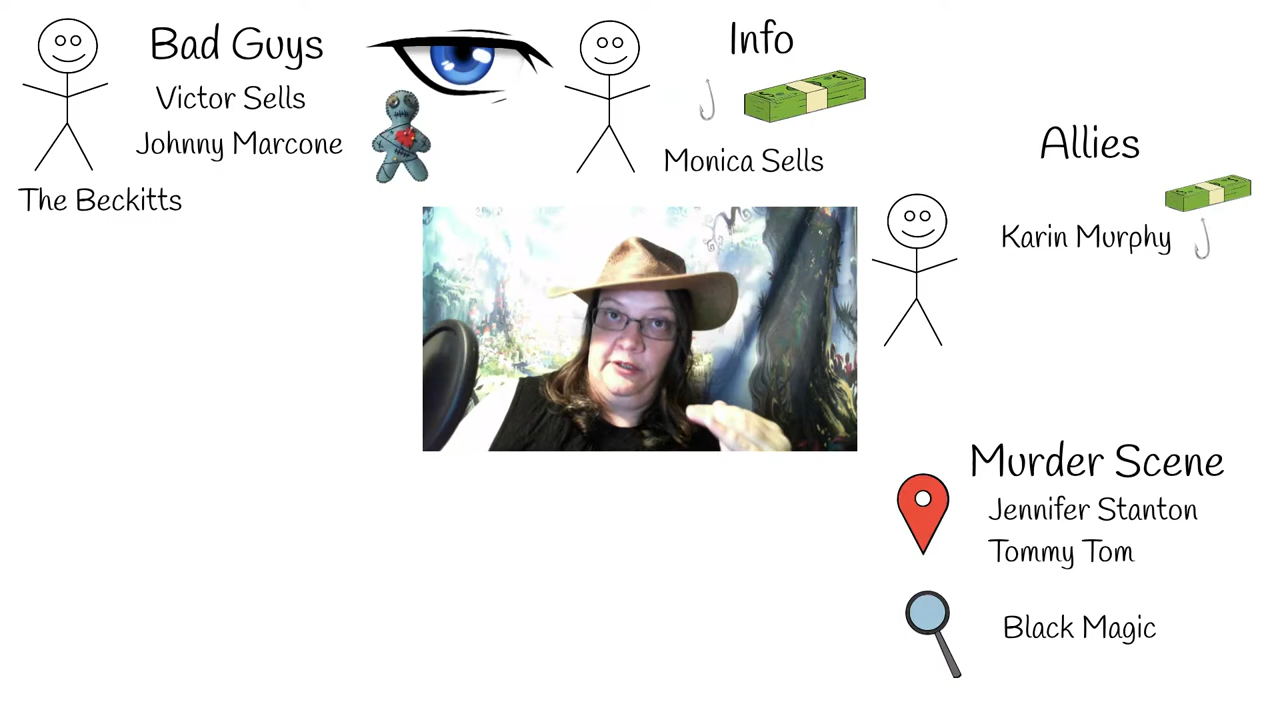 Bad Guys
Victor Sells
Johnny Marcone
The Beckitts
Info
Monica Sells
Allies
Karin Murphy
Murder Scene
Jennifer Stanton
Tommy Tom
Black Magic